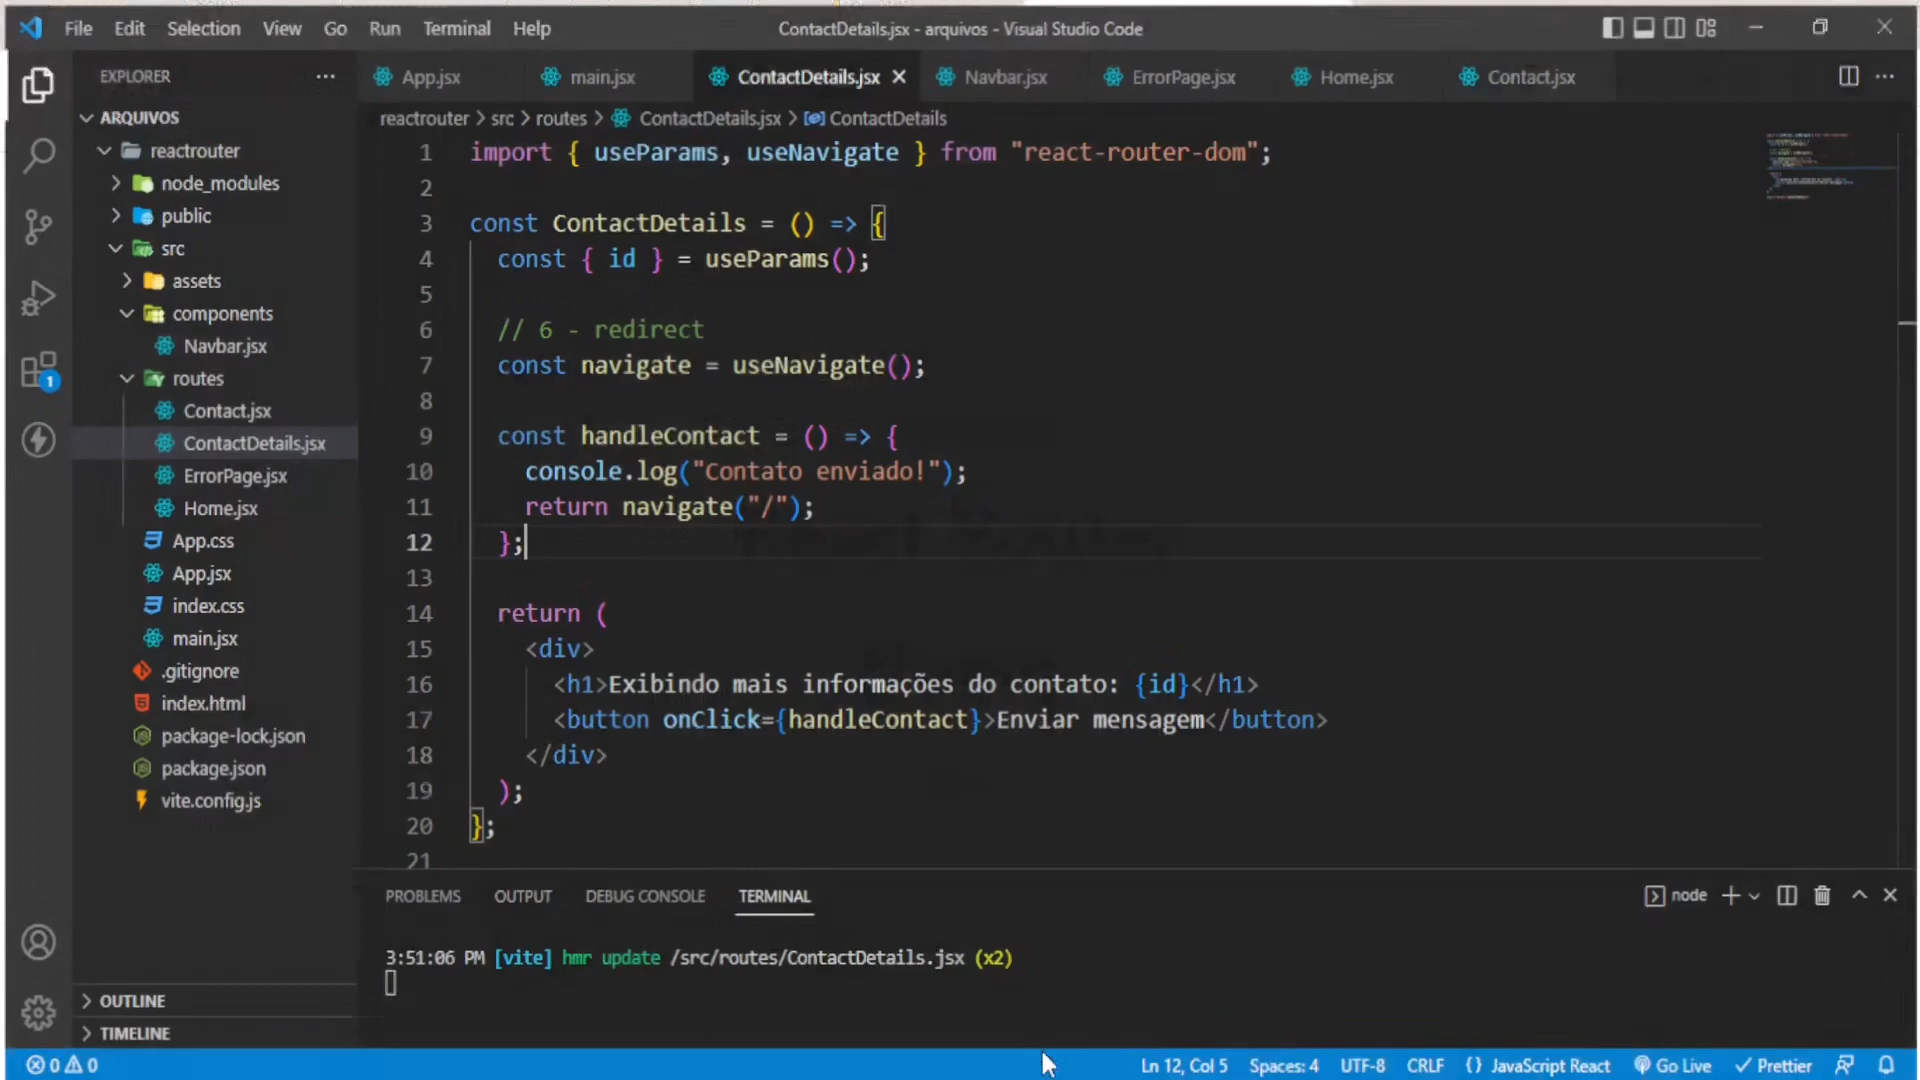 File Edit Selection View Go Run Terminal Help
ContactDetails.jsx - arquivos - Visual Studio Code
EXPLORER
ARQUIVOS
reactrouter
node_modules
public
src
assets
components
Navbar.jsx
routes
Contact.jsx
ContactDetails.jsx
ErrorPage.jsx
Home.jsx
App.css
App.jsx
index.css
main.jsx
.gitignore
index.html
package-lock.json
package.json
vite.config.js
OUTLINE
TIMELINE
1
App.jsx main.jsx ContactDetails.jsx Navbar.jsx ErrorPage.jsx Home.jsx Contact.jsx
reactrouter > src > routes > ContactDetails.jsx > ContactDetails
1 import { useParams, useNavigate } from "react-router-dom";
2
3 const ContactDetails = () => {
4 const { id } = useParams();
5
6 // 6 - redirect
7 const navigate = useNavigate();
8
9 const handleContact = () => {
10 console.log("Contato enviado!");
11 return navigate("/");
12 };
13
14 return (
15 <div>
16 <h1>Exibindo mais informações do contato: {id}</h1>
17 <button onClick={handleContact}>Enviar mensagem</button>
18 </div>
19 );
20 };
21
PROBLEMS OUTPUT DEBUG CONSOLE TERMINAL
node
3:51:06 PM [vite] hmr update /src/routes/ContactDetails.jsx (x2)
0 0
Ln 12, Col 5 Spaces: 4 UTF-8 CRLF {} JavaScript React Go Live Prettier